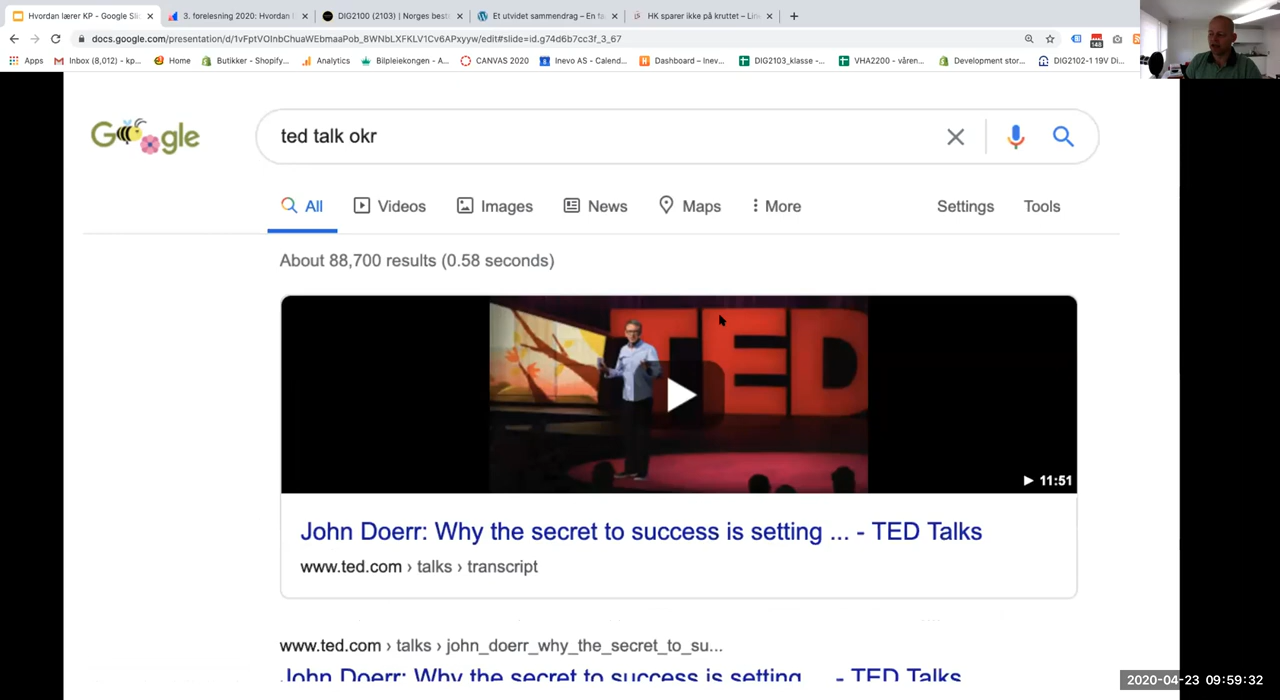 Hvordan lærer KP - Google Sli
3. forelesning 2020: Hvordan
DIG2100 (2103) | Norges best
Et utvidet sammendrag – En fa
HK sparer ikke på kruttet – Lin
docs.google.com/presentation/d/1vFptVOInbChuaWEbmaaPob_8WNbLXFKLV1Cv6APxyyw/edit#slide=id.g74d6b7cc3f_3_67
148
Apps
Inbox (8,012) - kp...
Home
Butikker - Shopify...
Analytics
Bilpleiekongen - A...
CANVAS 2020
Inevo AS - Calend...
Dashboard – Inev...
DIG2103_klasse -...
VHA2200 - våren...
Development stor...
DIG2102-1 19V Di...
Google
ted talk okr
All
Videos
Images
News
Maps
More
Settings
Tools
About 88,700 results (0.58 seconds)
TED
11:51
John Doerr: Why the secret to success is setting ... - TED Talks
www.ted.com › talks › transcript
www.ted.com › talks › john_doerr_why_the_secret_to_su...
John Doerr: Why the secret to success is setting ... - TED Talks
2020-04-23 09:59:32